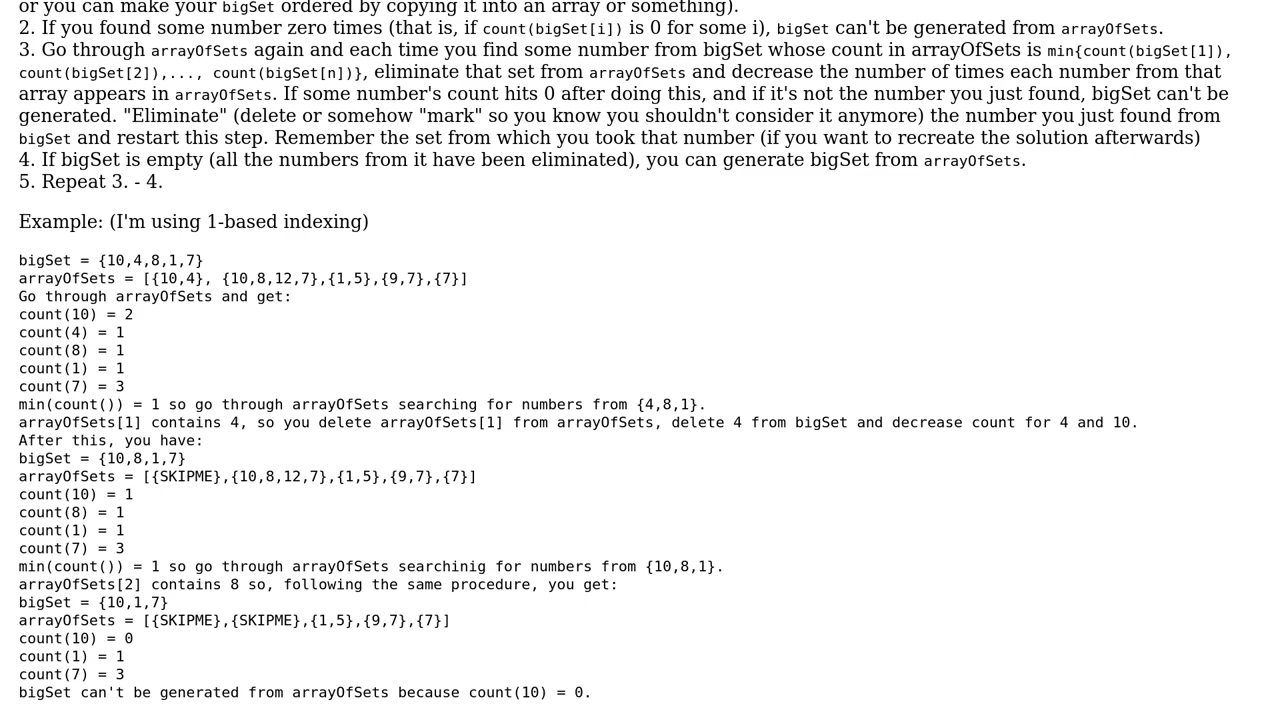 or you can make your bigSet ordered by copying it into an array or something).
2. If you found some number zero times (that is, if count(bigSet[i]) is 0 for some i), bigSet can't be generated from arrayOfSets.
3. Go through arrayOfSets again and each time you find some number from bigSet whose count in arrayOfSets is min{count(bigSet[1]),
count(bigSet[2]),..., count(bigSet[n])}, eliminate that set from arrayOfSets and decrease the number of times each number from that
array appears in arrayOfSets. If some number's count hits 0 after doing this, and if it's not the number you just found, bigSet can't be
generated. "Eliminate" (delete or somehow "mark" so you know you shouldn't consider it anymore) the number you just found from
bigSet and restart this step. Remember the set from which you took that number (if you want to recreate the solution afterwards)
4. If bigSet is empty (all the numbers from it have been eliminated), you can generate bigSet from arrayOfSets.
5. Repeat 3. - 4.
Example: (I'm using 1-based indexing)
bigSet = {10,4,8,1,7}
arrayOfSets = [{10,4}, {10,8,12,7},{1,5},{9,7},{7}]
Go through arrayOfSets and get:
count(10) = 2
count(4) = 1
count(8) = 1
count(1) = 1
count(7) = 3
min(count()) = 1 so go through arrayOfSets searching for numbers from {4,8,1}.
arrayOfSets[1] contains 4, so you delete arrayOfSets[1] from arrayOfSets, delete 4 from bigSet and decrease count for 4 and 10.
After this, you have:
bigSet = {10,8,1,7}
arrayOfSets = [{SKIPME},{10,8,12,7},{1,5},{9,7},{7}]
count(10) = 1
count(8) = 1
count(1) = 1
count(7) = 3
min(count()) = 1 so go through arrayOfSets searchinig for numbers from {10,8,1}.
arrayOfSets[2] contains 8 so, following the same procedure, you get:
bigSet = {10,1,7}
arrayOfSets = [{SKIPME},{SKIPME},{1,5},{9,7},{7}]
count(10) = 0
count(1) = 1
count(7) = 3
bigSet can't be generated from arrayOfSets because count(10) = 0.